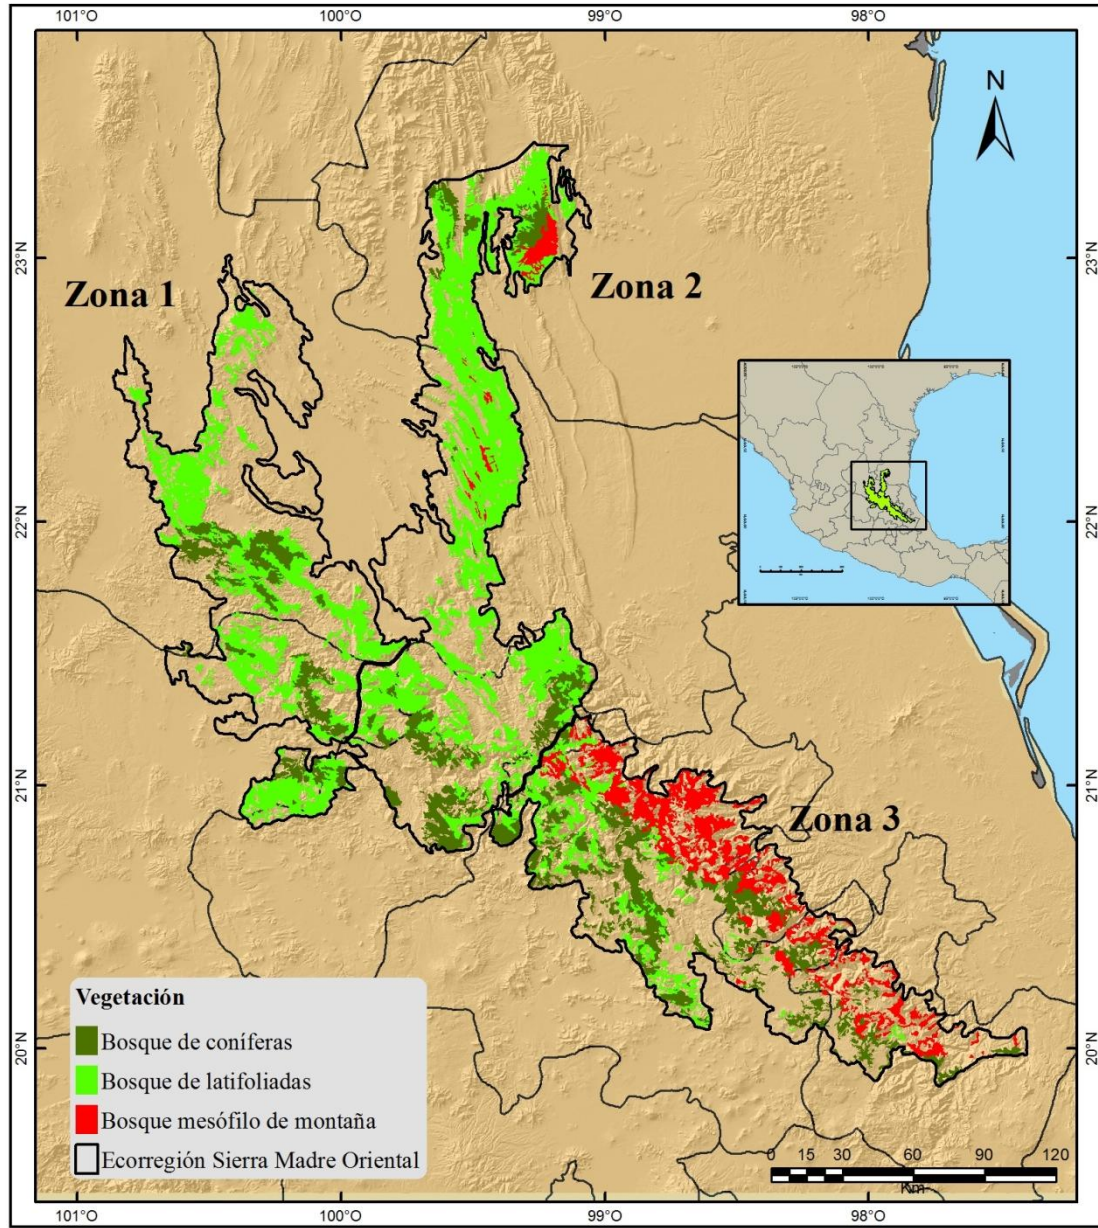 101°O 100°O 99°O 98°O
N
23°N 23°N
Zona 1
Zona 2
22°N 22°N
21°N 21°N
Zona 3
20°N 20°N
Vegetación
Bosque de coníferas
Bosque de latifoliadas
Bosque mesófilo de montaña
Ecorregión Sierra Madre Oriental
0 15 30 60 90 120
Km
101°O 100°O 99°O 98°O